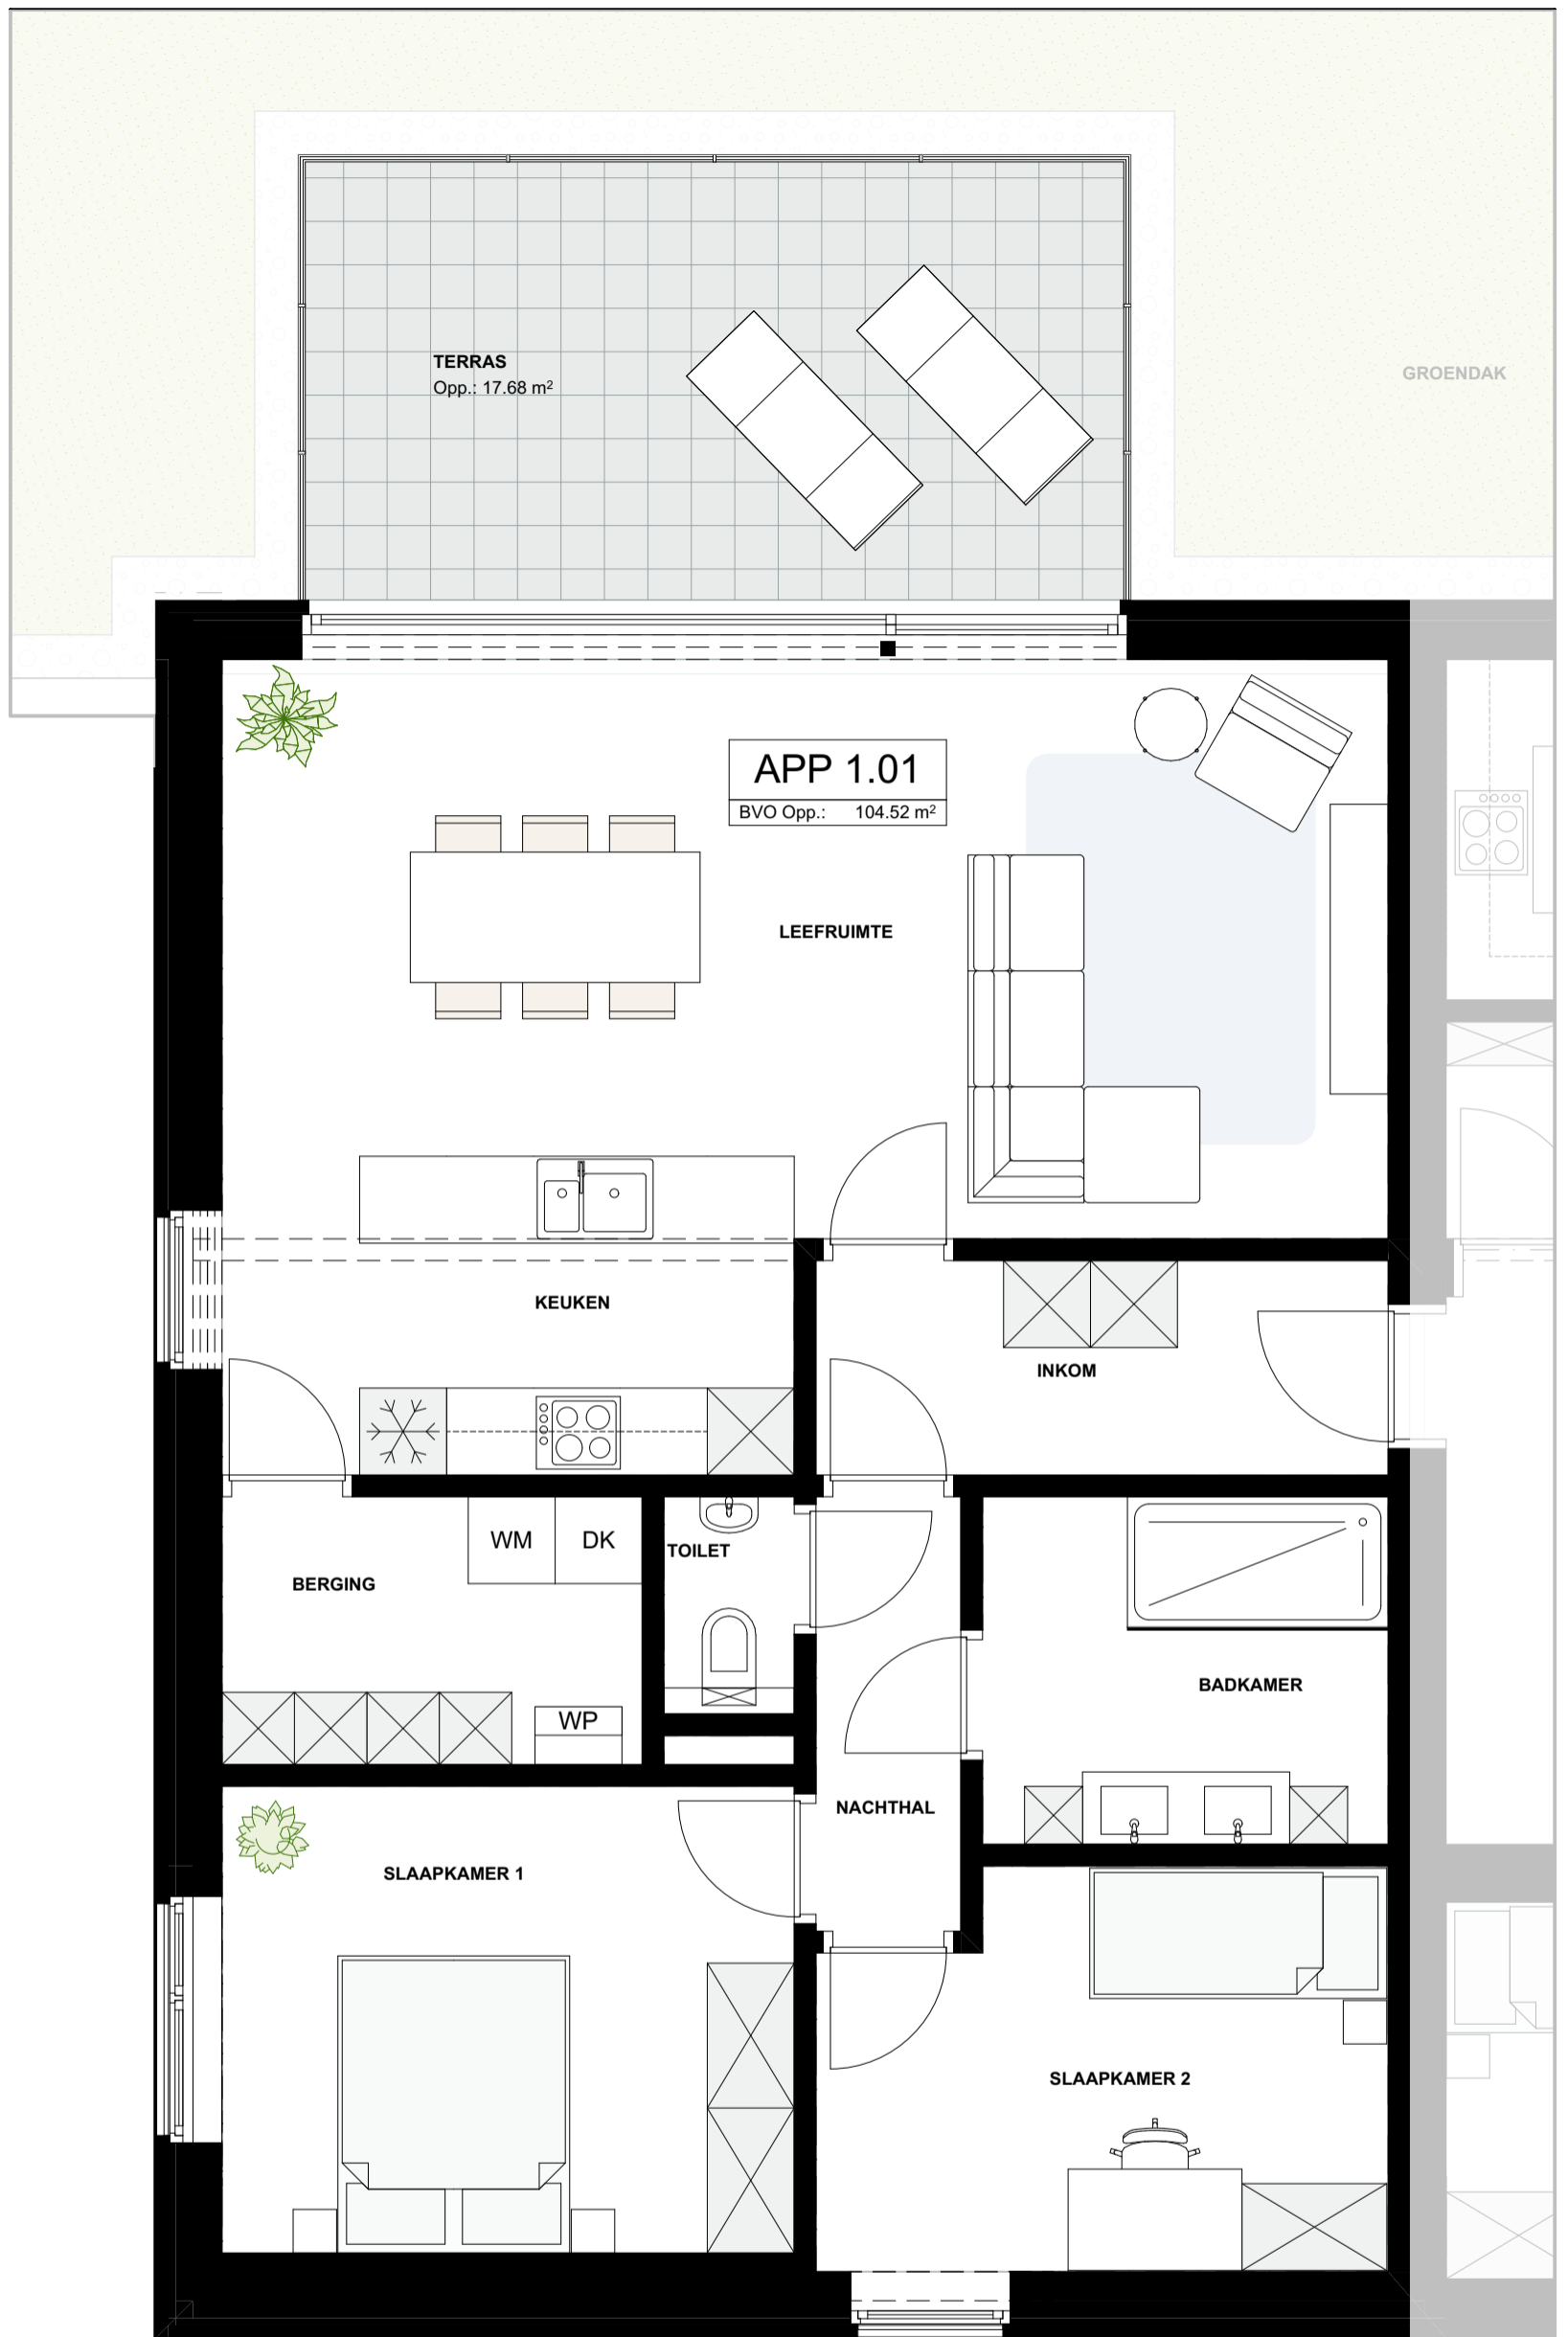 TERRAS
Opp.: 17.68 m²
GROENDAK
APP 1.01
BVO Opp.: 104.52 m²
LEEFRUIMTE
KEUKEN
INKOM
WM DK
TOILET
BERGING
BADKAMER
WP
NACHTHAL
SLAAPKAMER 1
SLAAPKAMER 2